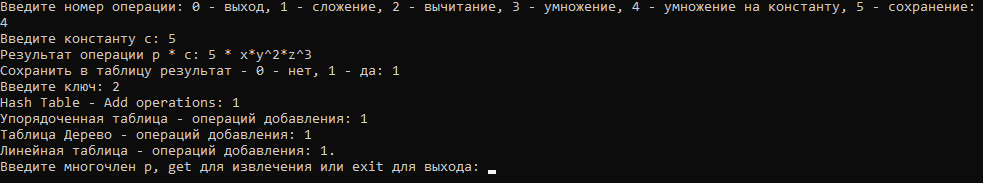 Введите номер операции: 0 - выход, 1 - сложение, 2 - вычитание, 3 - умножение, 4 - умножение на константу, 5 - сохранение:
4
Введите константу c: 5
Результат операции p * c: 5 * x*y^2*z^3
Сохранить в таблицу результат - 0 - нет, 1 - да: 1
Введите ключ: 2
Hash Table - Add operations: 1
Упорядоченная таблица - операций добавления: 1
Таблица Дерево - операций добавления: 1
Линейная таблица - операций добавления: 1.
Введите многочлен p, get для извлечения или exit для выхода: